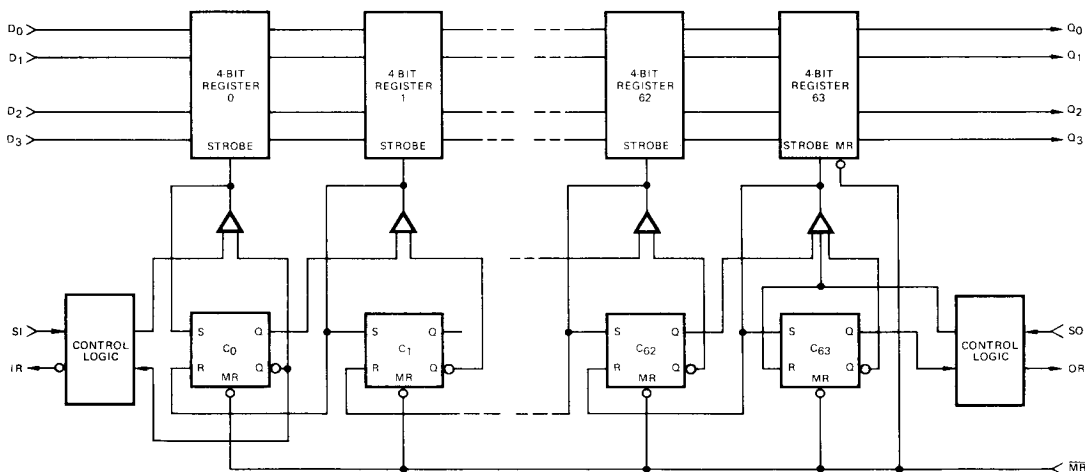 D0
D1
D2
D3
4-BIT
REGISTER
0
STROBE
4-BIT
REGISTER
1
STROBE
4-BIT
REGISTER
62
STROBE
4-BIT
REGISTER
63
STROBE MR
Q0
Q1
Q2
Q3
SI
IR
CONTROL
LOGIC
S Q
C0
R Q
MR
S Q
C1
R Q
MR
S Q
C62
R Q
MR
S Q
C63
R Q
MR
CONTROL
LOGIC
SO
OR
MR